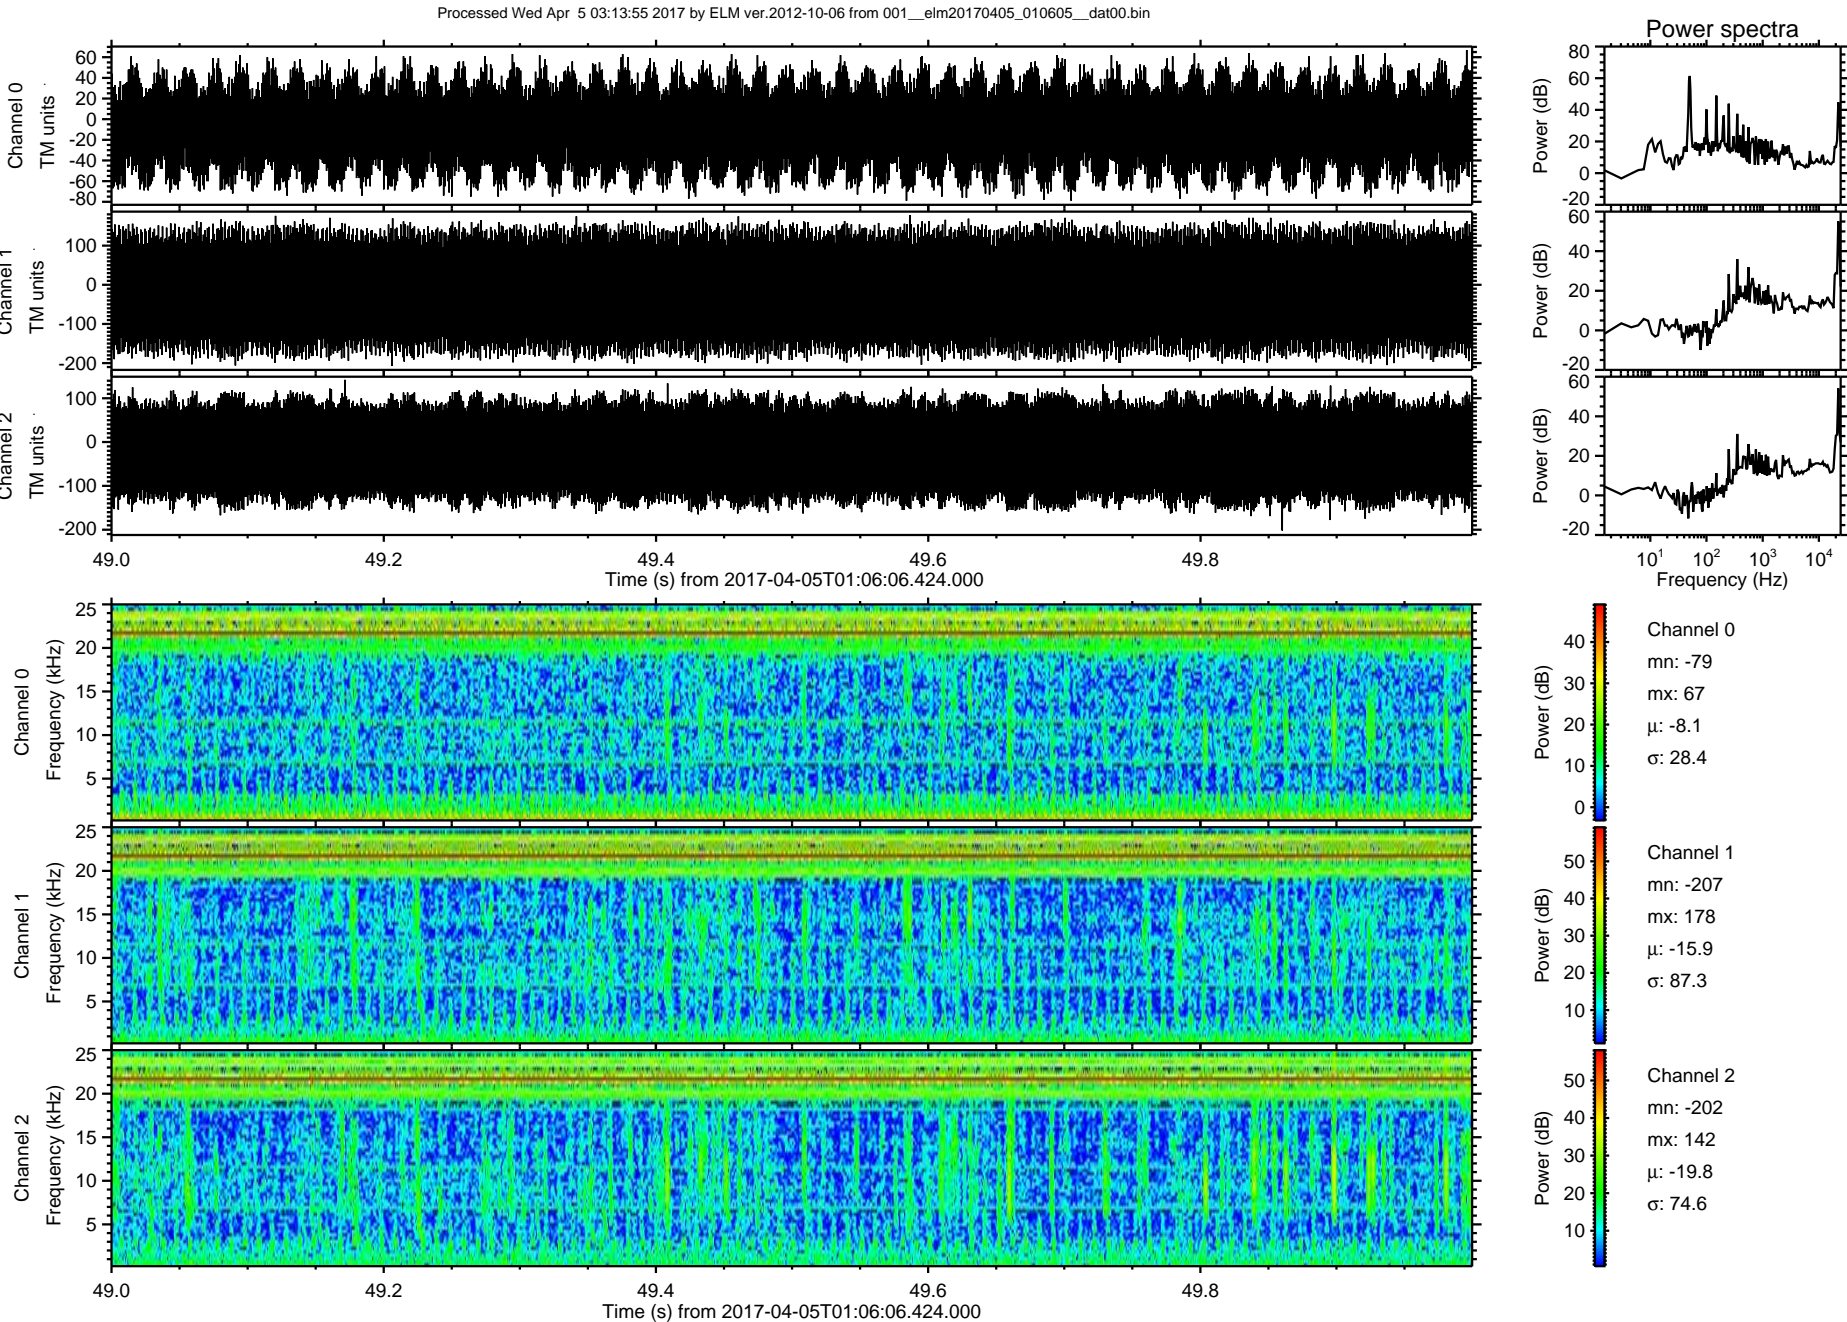 Processed Wed Apr  5 03:13:55 2017 by ELM ver.2012-10-06 from 001__elm20170405_010605__dat00.bin
Power spectra
Channel 0
TM units
60
40
20
0
-20
-40
-60
-80
Power (dB)
80
60
40
20
0
-20
Channel 1
TM units
100
0
-100
-200
Power (dB)
60
40
20
0
-20
Channel 2
TM units
100
0
-100
-200
Power (dB)
60
40
20
0
-20
49.0 49.2 49.4 49.6 49.8
Time (s) from 2017-04-05T01:06:06.424.000
10^1 10^2 10^3 10^4
Frequency (Hz)
Channel 0
Frequency (kHz)
25
20
15
10
5
Power (dB)
40
30
20
10
0
Channel 0
mn: -79
mx: 67
μ: -8.1
σ: 28.4
Channel 1
Frequency (kHz)
25
20
15
10
5
Power (dB)
50
40
30
20
10
Channel 1
mn: -207
mx: 178
μ: -15.9
σ: 87.3
Channel 2
Frequency (kHz)
25
20
15
10
5
Power (dB)
50
40
30
20
10
Channel 2
mn: -202
mx: 142
μ: -19.8
σ: 74.6
49.0 49.2 49.4 49.6 49.8
Time (s) from 2017-04-05T01:06:06.424.000